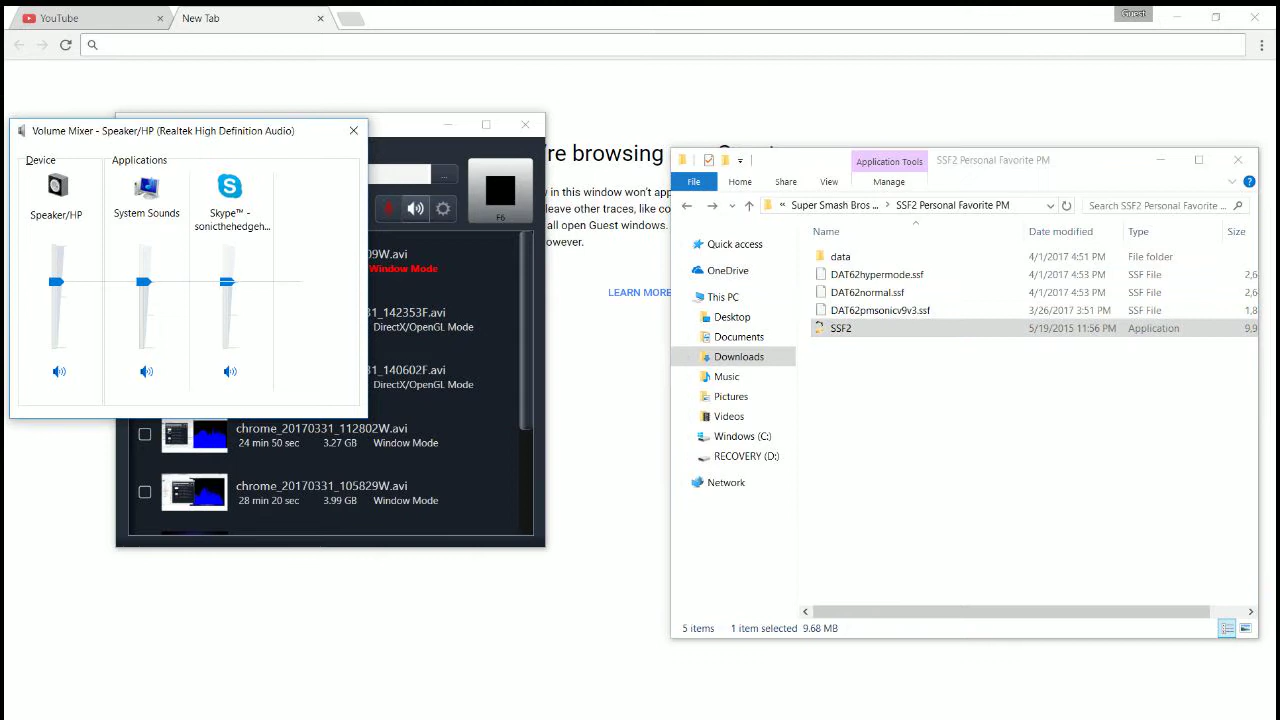 YouTube
New Tab
Guest
Volume Mixer - Speaker/HP (Realtek High Definition Audio)
Device
Applications
Speaker/HP
System Sounds
Skype™ -
sonicthehedgeh...
...
F6
09W.avi
Window Mode
31_142353F.avi
DirectX/OpenGL Mode
31_140602F.avi
DirectX/OpenGL Mode
chrome_20170331_112802W.avi
24 min 50 sec 3.27 GB Window Mode
chrome_20170331_105829W.avi
28 min 20 sec 3.99 GB Window Mode
're browsing
in this window won't app
leave other traces, like co
all open Guest windows.
owever.
LEARN MORE
Application Tools
SSF2 Personal Favorite PM
File
Home
Share
View
Manage
« Super Smash Bros ... > SSF2 Personal Favorite PM
Search SSF2 Personal Favorite ...
Quick access
OneDrive
This PC
Desktop
Documents
Downloads
Music
Pictures
Videos
Windows (C:)
RECOVERY (D:)
Network
Name Date modified Type Size
data 4/1/2017 4:51 PM File folder
DAT62hypermode.ssf 4/1/2017 4:53 PM SSF File 2,6
DAT62normal.ssf 4/1/2017 4:53 PM SSF File 2,6
DAT62pmsonicv9v3.ssf 3/26/2017 3:51 PM SSF File 1,8
SSF2 5/19/2015 11:56 PM Application 9,9
5 items 1 item selected 9.68 MB